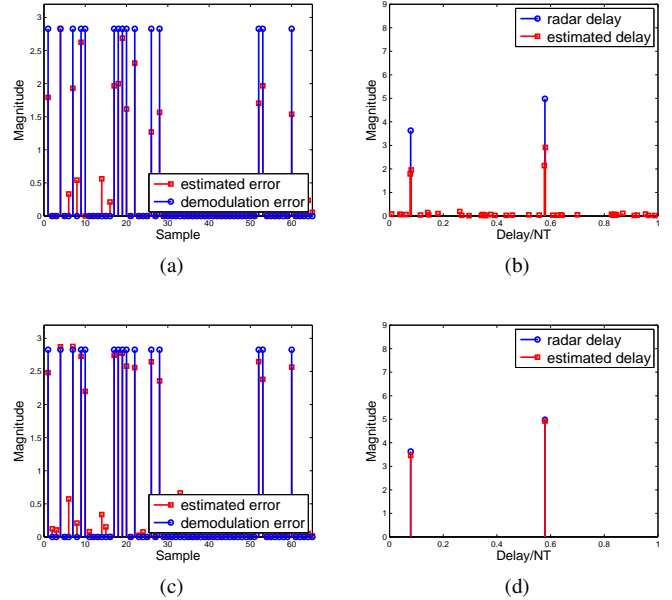 3
2.5
2
1.5
1
0.5
0
Magnitude
estimated error
demodulation error
0 10 20 30 40 50 60
Sample
(a)
9
8
7
6
5
4
3
2
1
0
Magnitude
radar delay
estimated delay
0 0.2 0.4 0.6 0.8 1
Delay/NT
(b)
3
2.5
2
1.5
1
0.5
0
Magnitude
estimated error
demodulation error
0 10 20 30 40 50 60
Sample
(c)
9
8
7
6
5
4
3
2
1
0
Magnitude
radar delay
estimated delay
0 0.2 0.4 0.6 0.8 1
Delay/NT
(d)